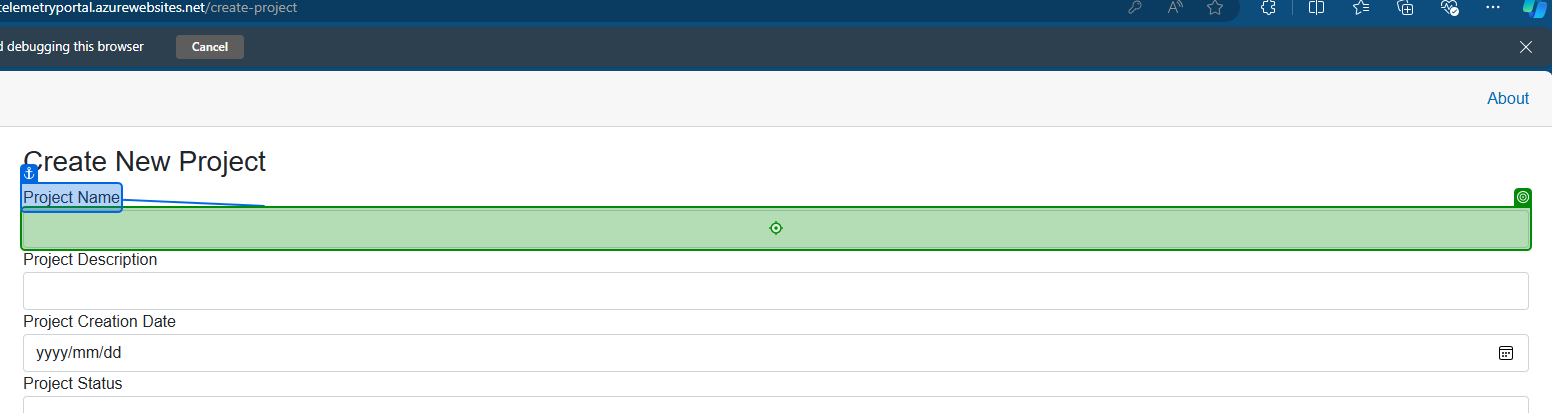 telemetryportal.azurewebsites.net/create-project
debugging this browser Cancel
About
Create New Project
Project Name
Project Description
Project Creation Date
yyyy/mm/dd
Project Status